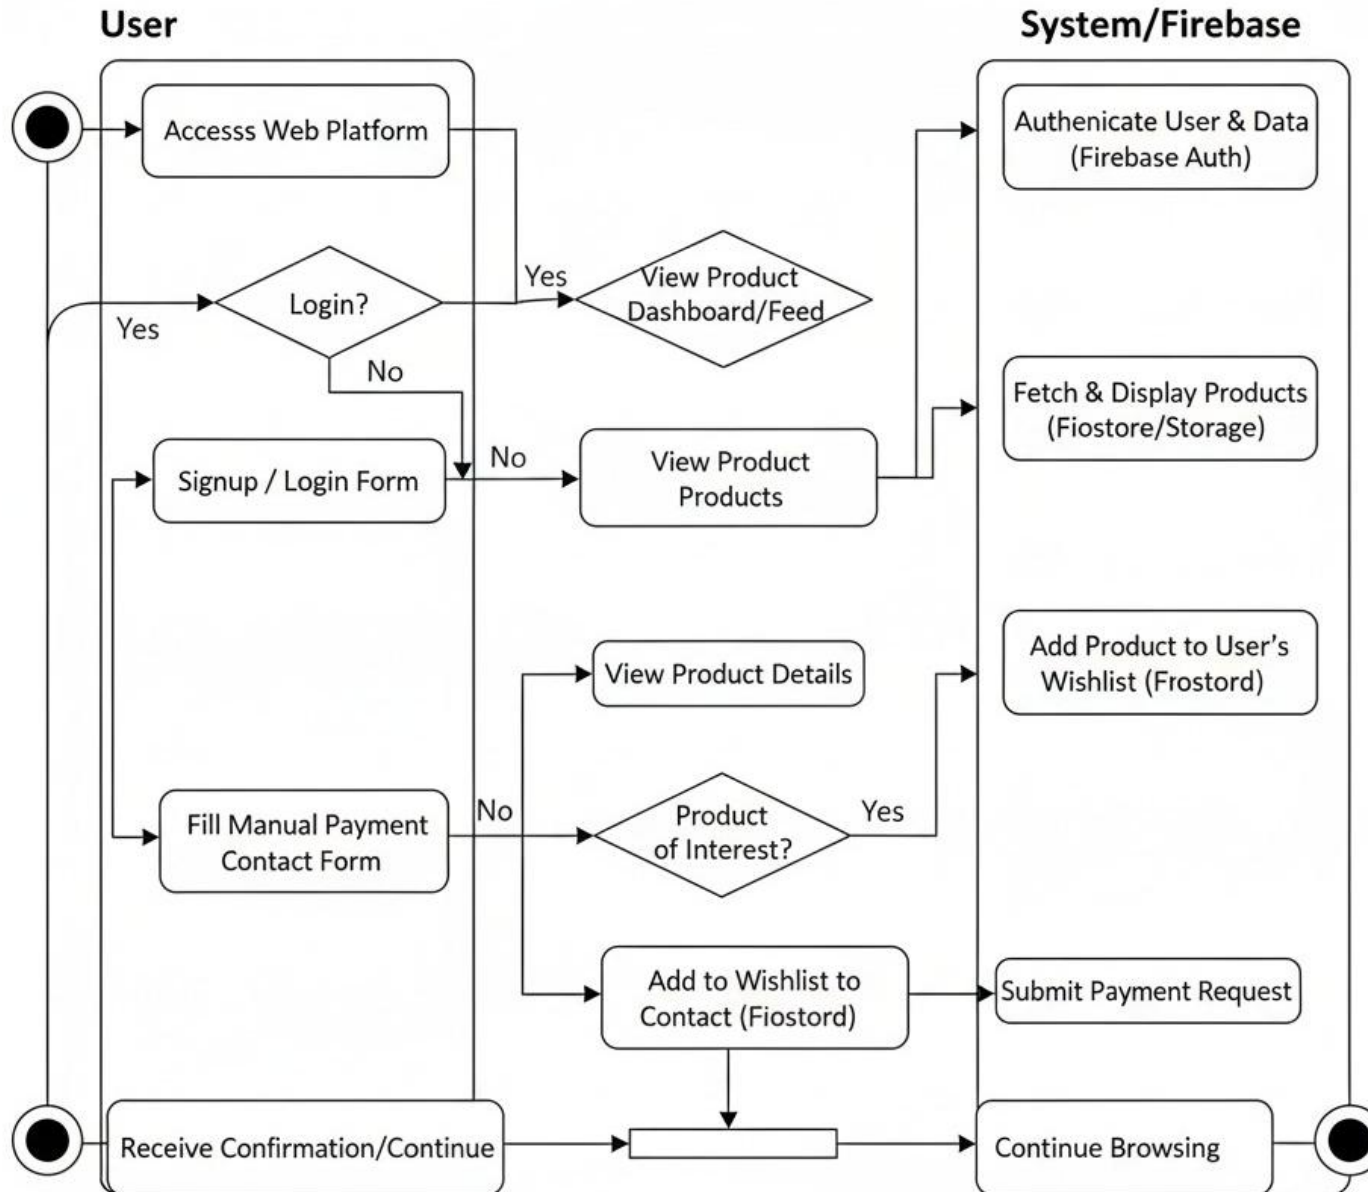 User
System/Firebase
Accesss Web Platform
Authenicate User & Data
(Firebase Auth)
Login?
Yes
Yes
View Product
Dashboard/Feed
No
Fetch & Display Products
(Fiostore/Storage)
Signup / Login Form
No
View Product
Products
View Product Details
Add Product to User's
Wishlist (Frostord)
Fill Manual Payment
Contact Form
No
Product
of Interest?
Yes
Add to Wishlist to
Contact (Fiostord)
Submit Payment Request
Receive Confirmation/Continue
Continue Browsing